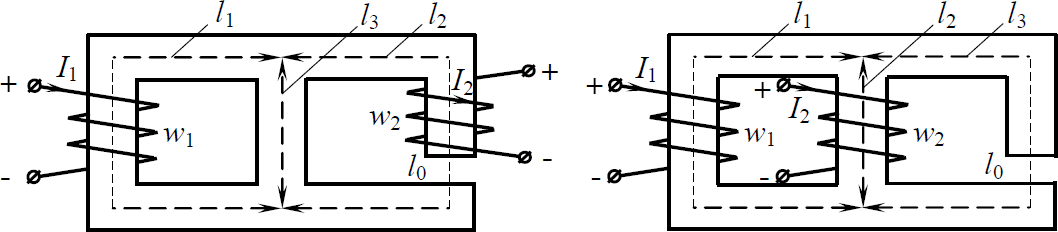 l₁ l₃ l₂
+ I₁ I₂ +
w₁ w₂
- l₀ -
l₁ l₂ l₃
+ I₁ + I₂
w₁ w₂
- - l₀